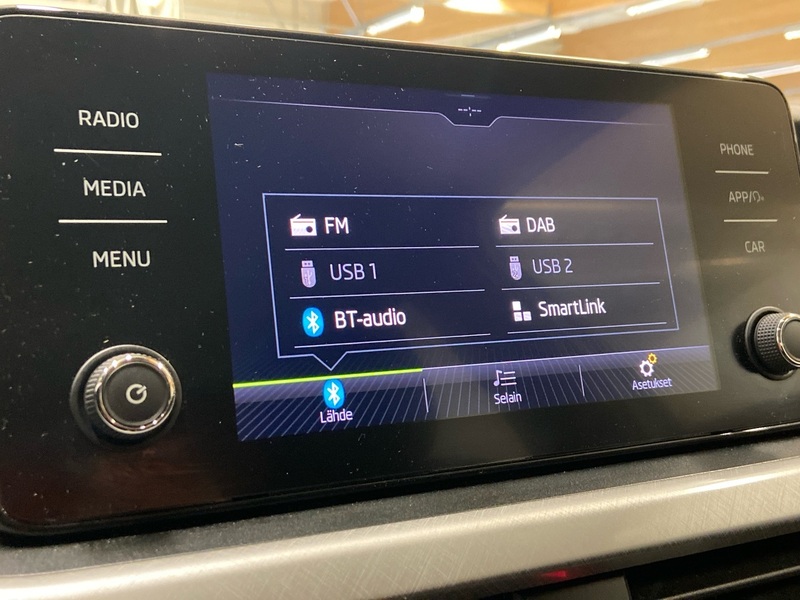 RADIO
MEDIA
MENU
--:--
FM
DAB
USB 1
USB 2
BT-audio
SmartLink
Lähde
Selain
Asetukset
PHONE
APP/
CAR